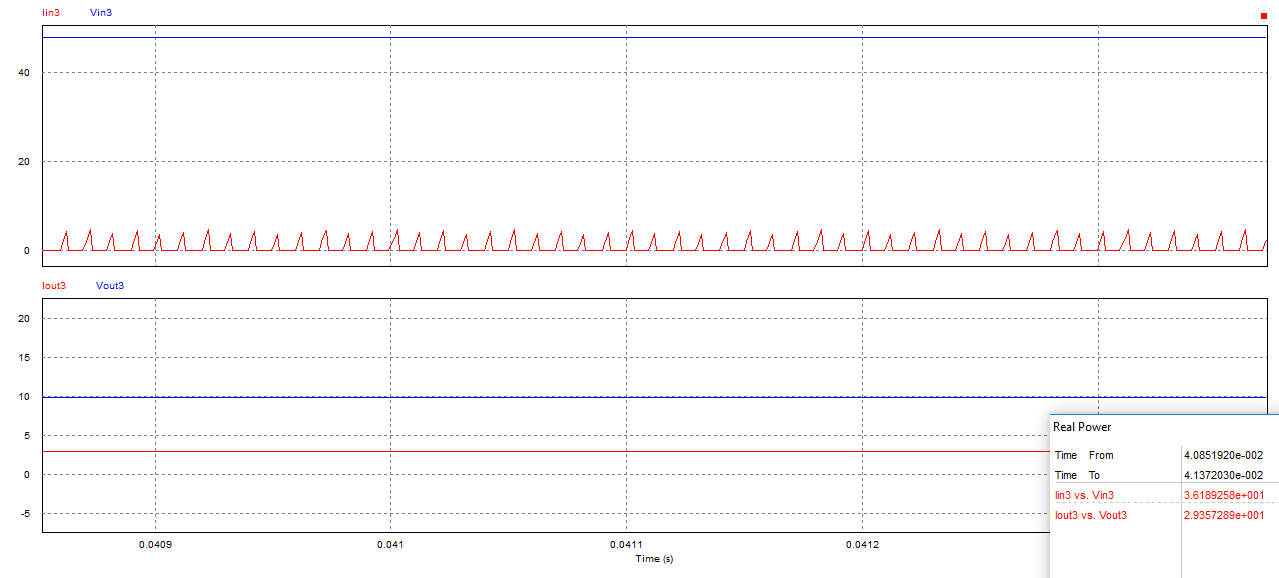 Iin3 Vin3
40
20
0
Iout3 Vout3
20
15
10
5
0
-5
0.0409 0.041 0.0411 0.0412
Time (s)
Real Power
Time From 4.0851920e-002
Time To 4.1372030e-002
Iin3 vs. Vin3 3.6189258e+001
Iout3 vs. Vout3 2.9357289e+001